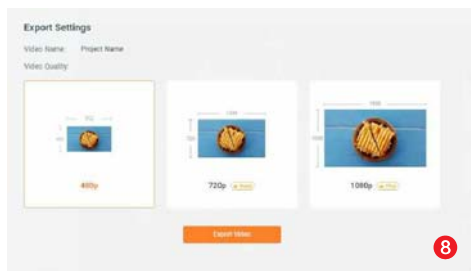 Export Settings
Video Name: Project Name
Video Quality:
480p
720p
1080p
Export Video
8